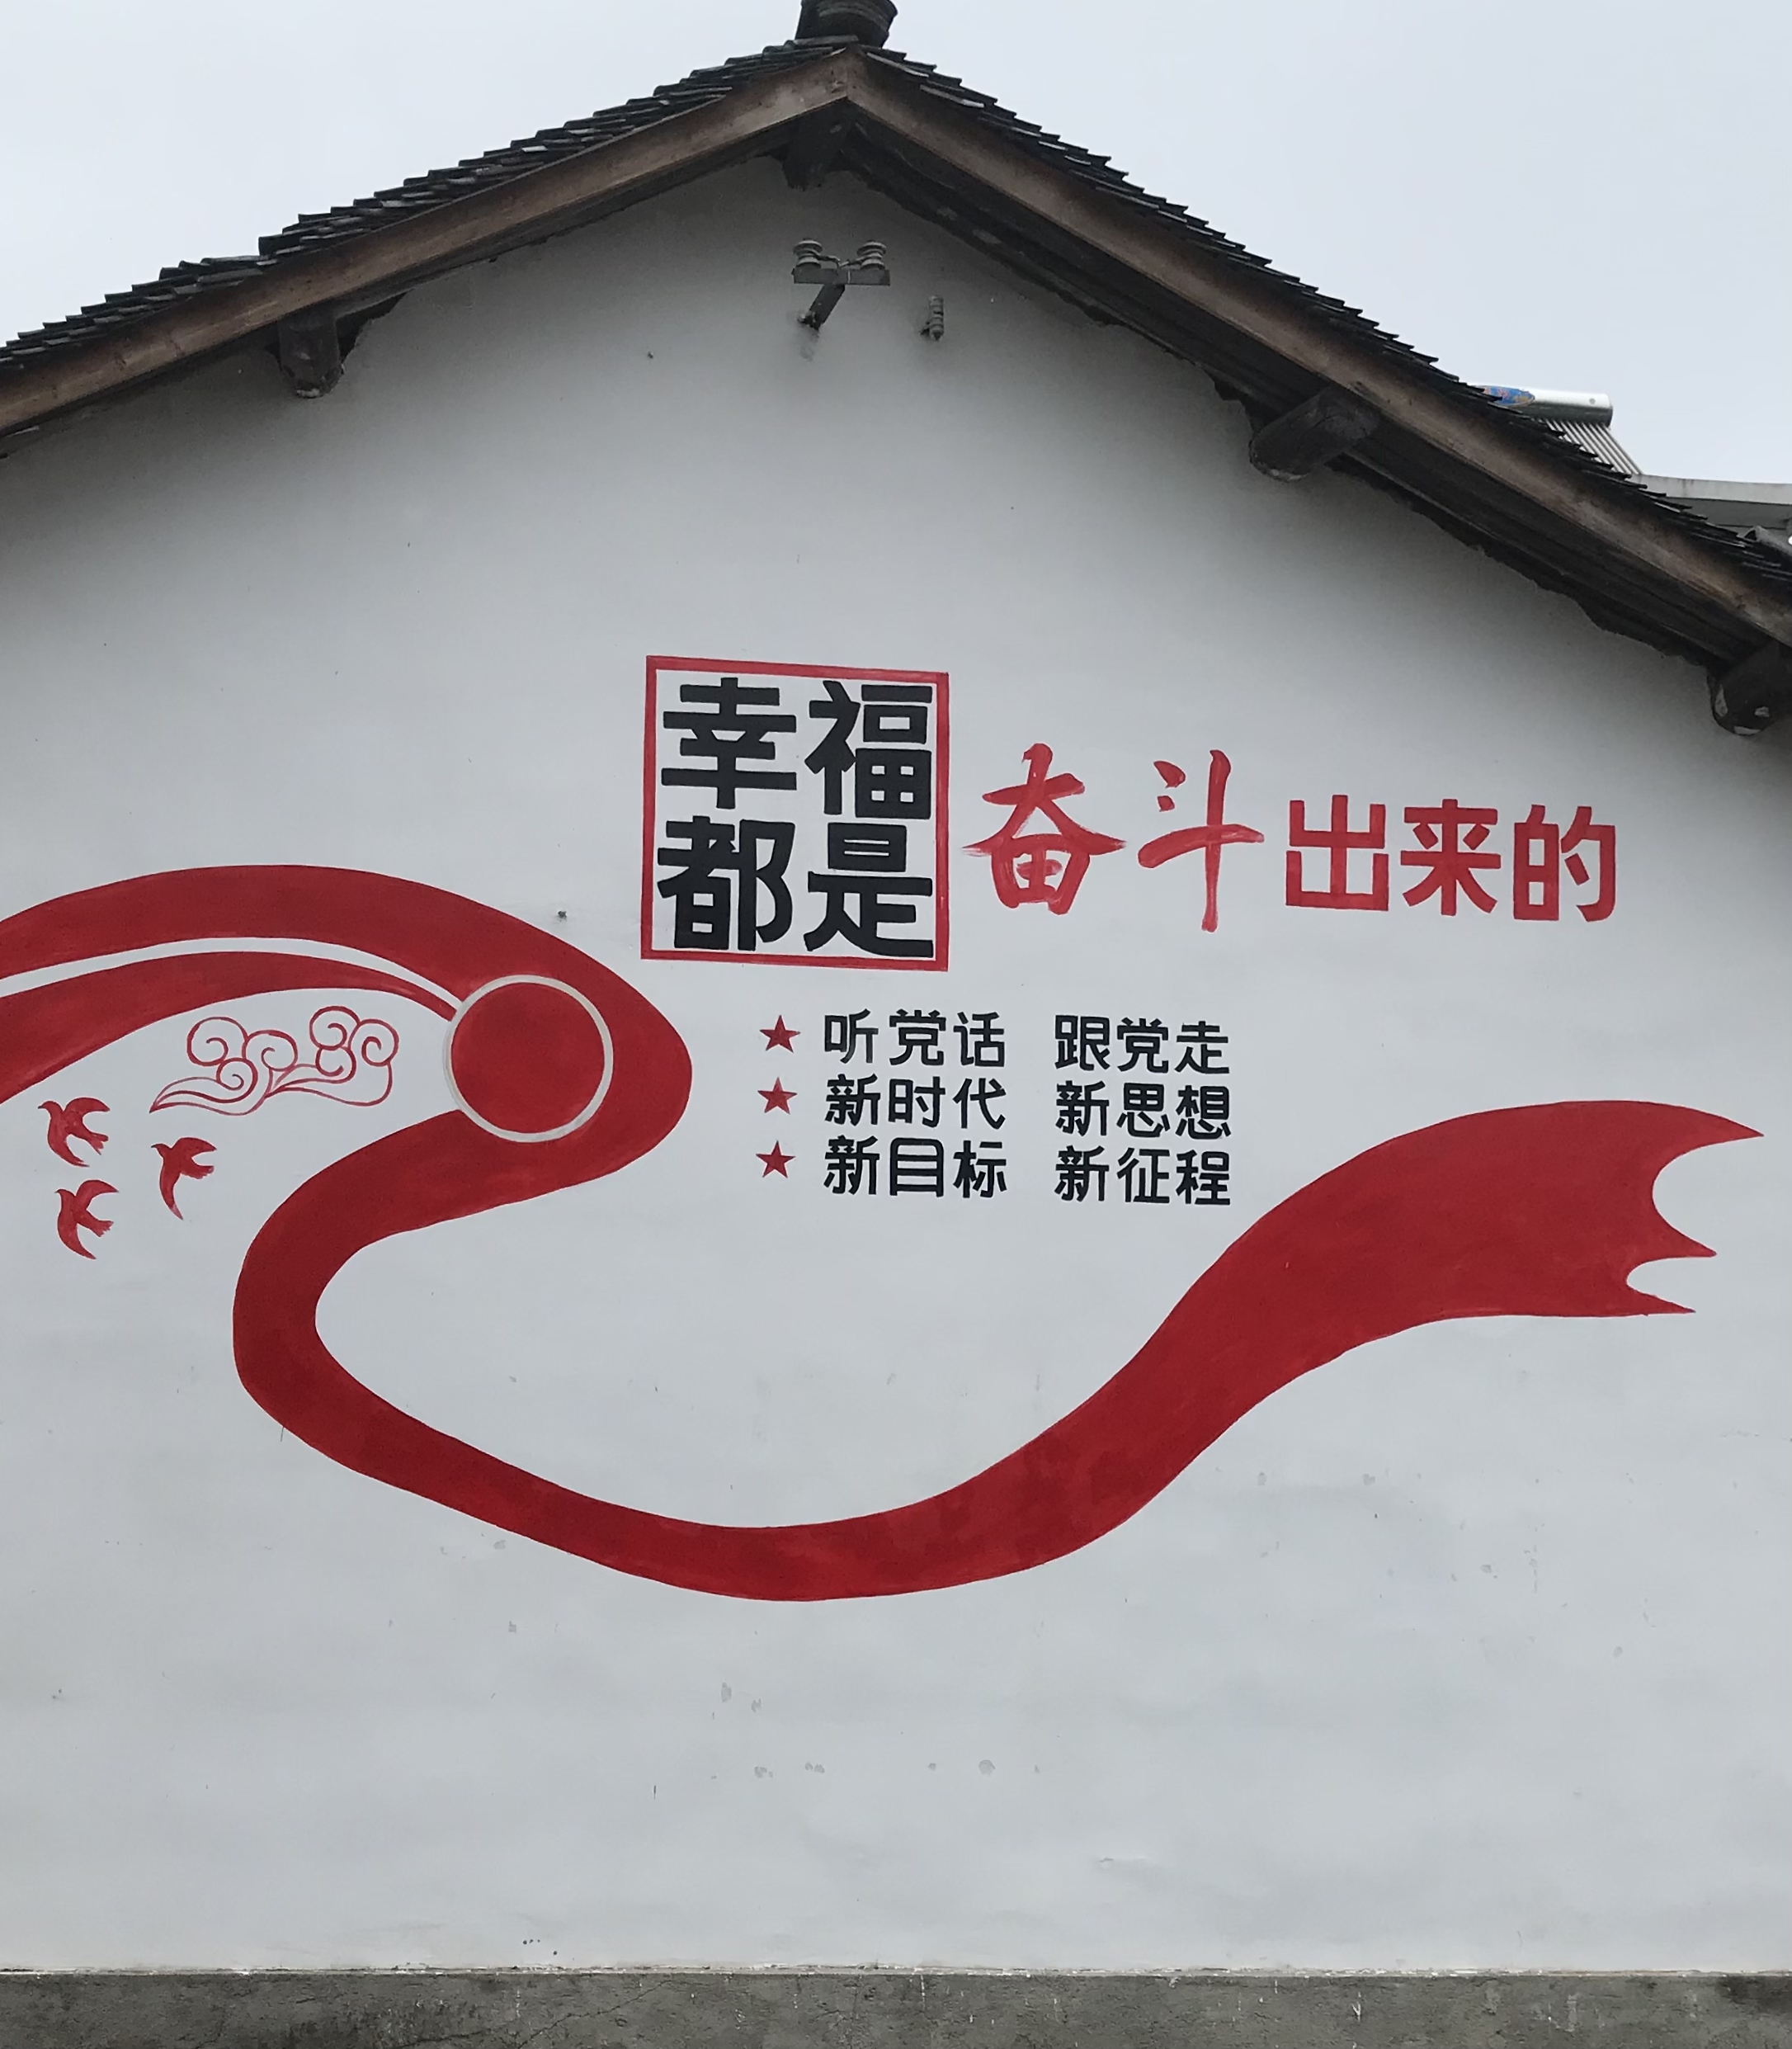 幸福都是奋斗出来的
听党话 跟党走
新时代 新思想
新目标 新征程